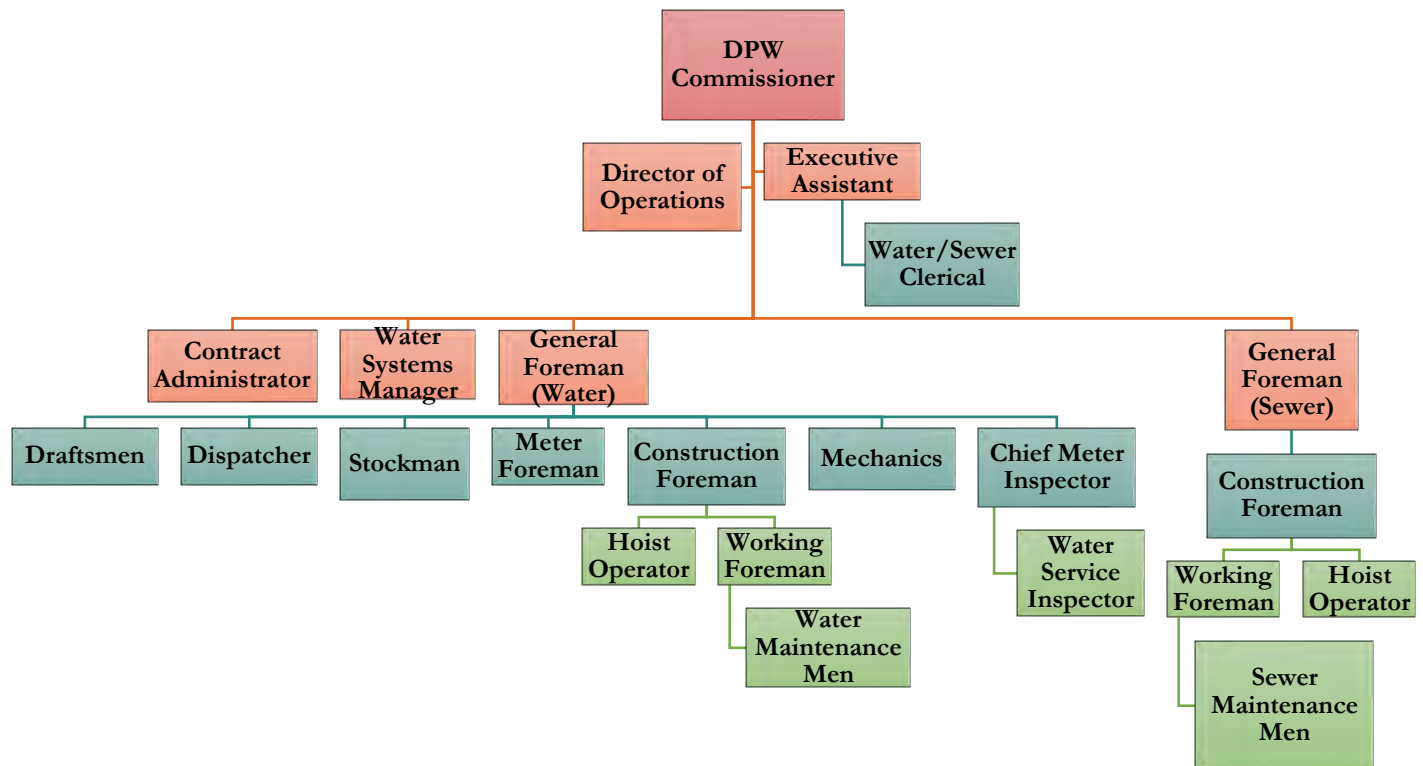 DPW
Commissioner
Director of
Operations
Executive
Assistant
Water/Sewer
Clerical
Contract
Administrator
Water
Systems
Manager
General
Foreman
(Water)
General
Foreman
(Sewer)
Draftsmen
Dispatcher
Stockman
Meter
Foreman
Construction
Foreman
Mechanics
Chief Meter
Inspector
Construction
Foreman
Hoist
Operator
Working
Foreman
Water
Service
Inspector
Working
Foreman
Hoist
Operator
Water
Maintenance
Men
Sewer
Maintenance
Men